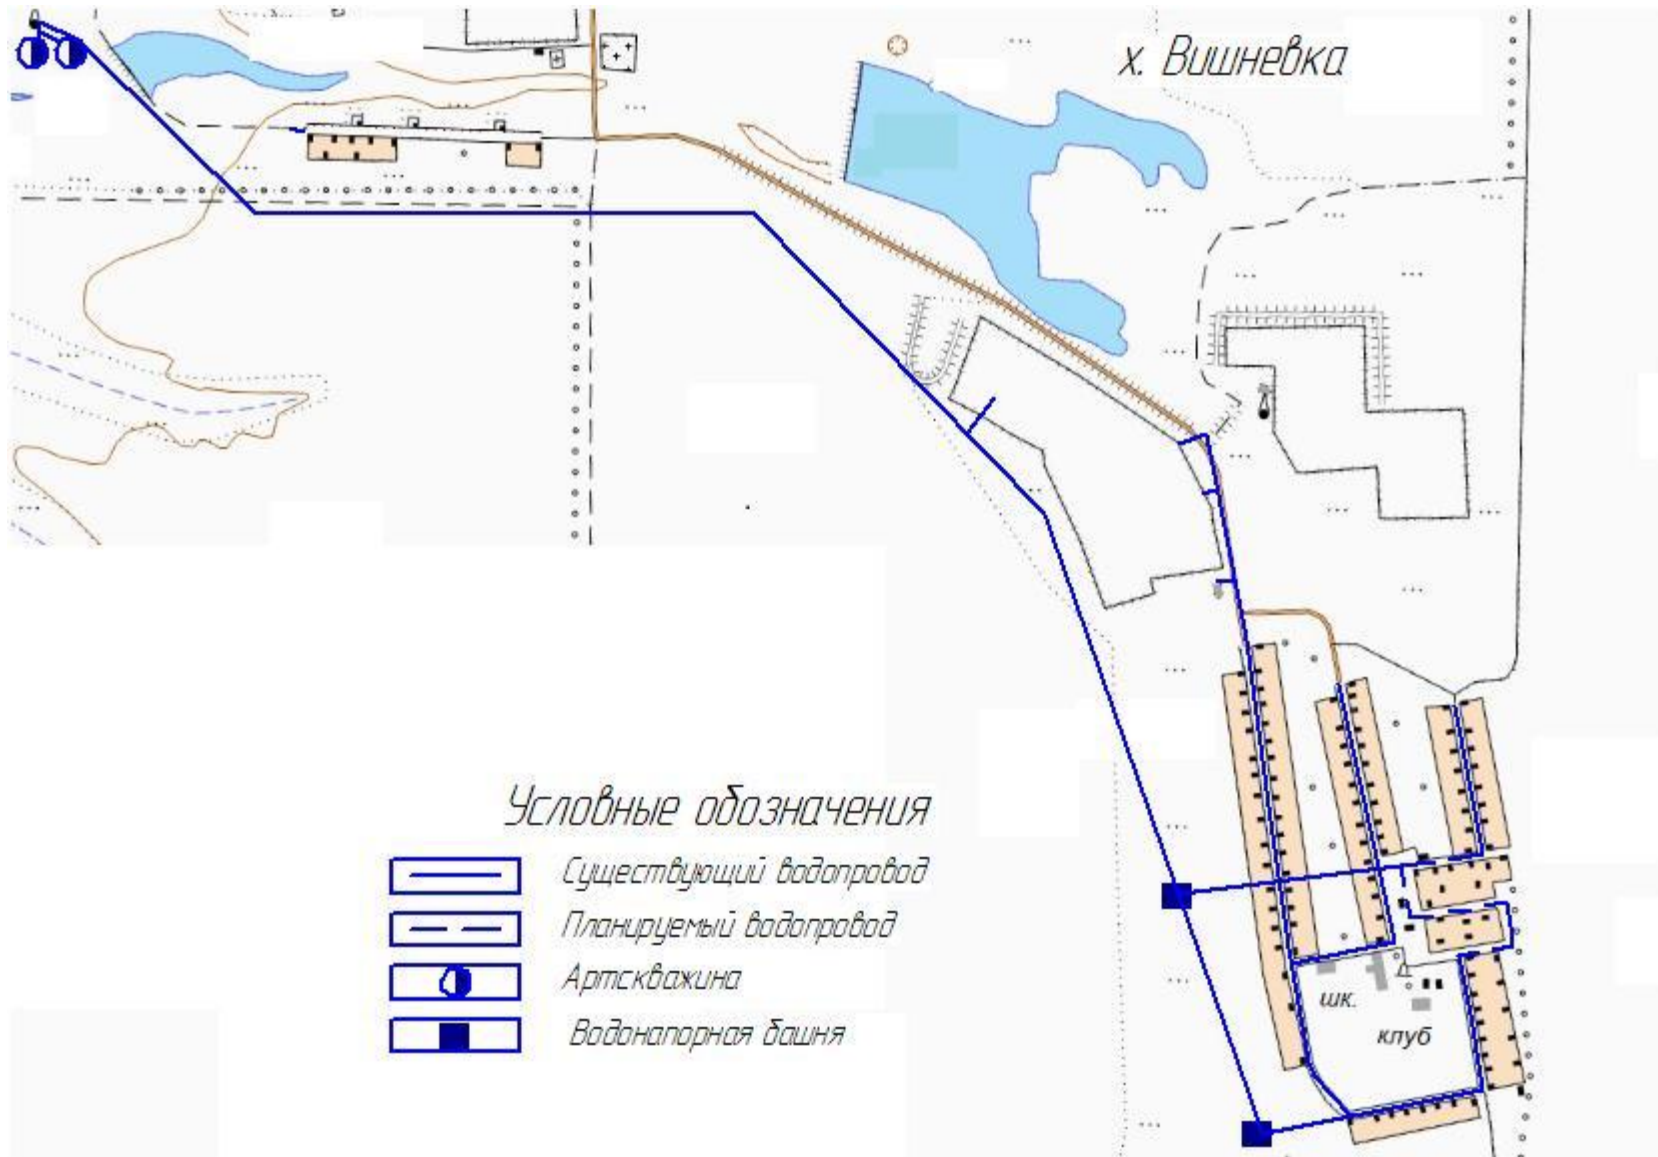 х. Вишневка
Условные обозначения
Существующий водопровод
Планируемый водопровод
Артскважина
Водонапорная башня
шк.
клуб